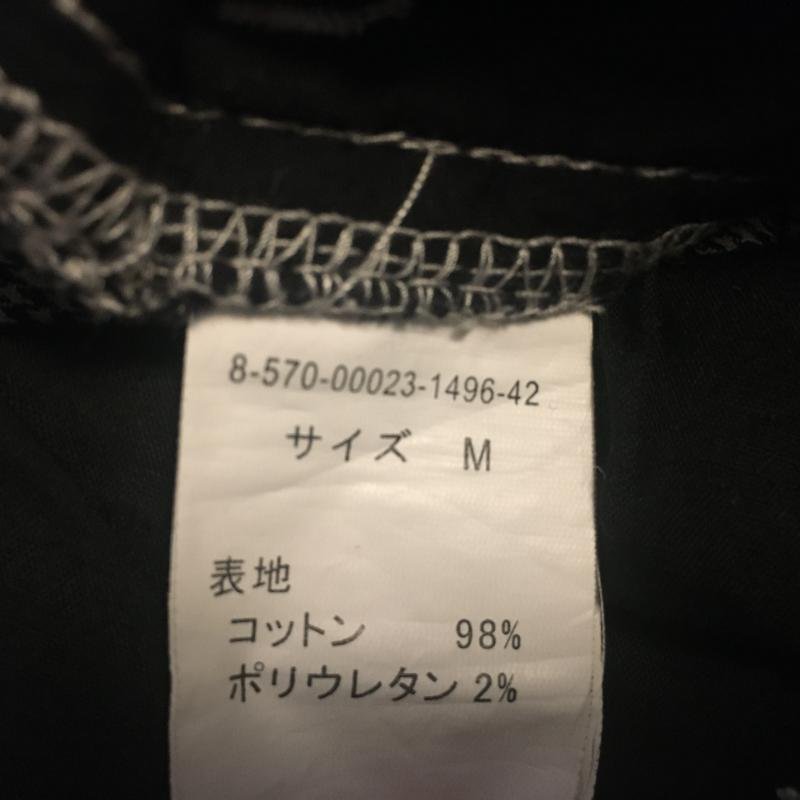 8-570-00023-1496-42
サイズ M
表地
コットン 98%
ポリウレタン 2%